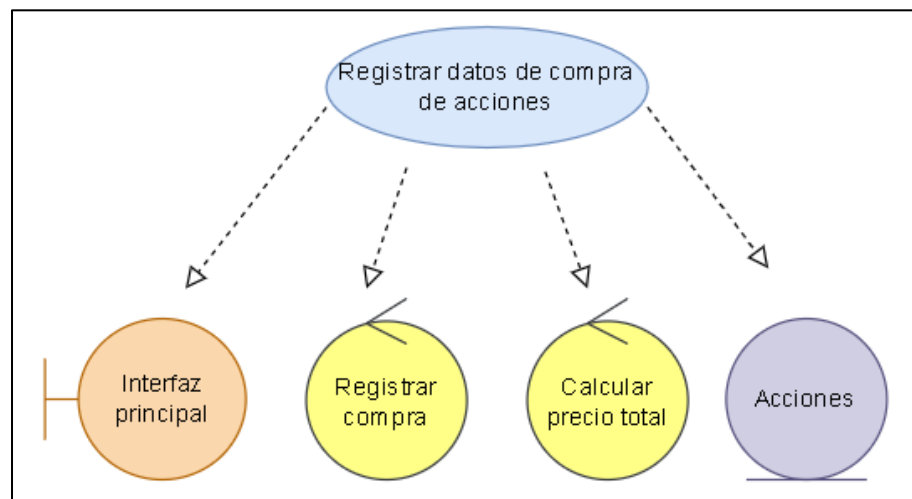 Registrar datos de compra
de acciones
Interfaz
principal
Registrar
compra
Calcular
precio total
Acciones